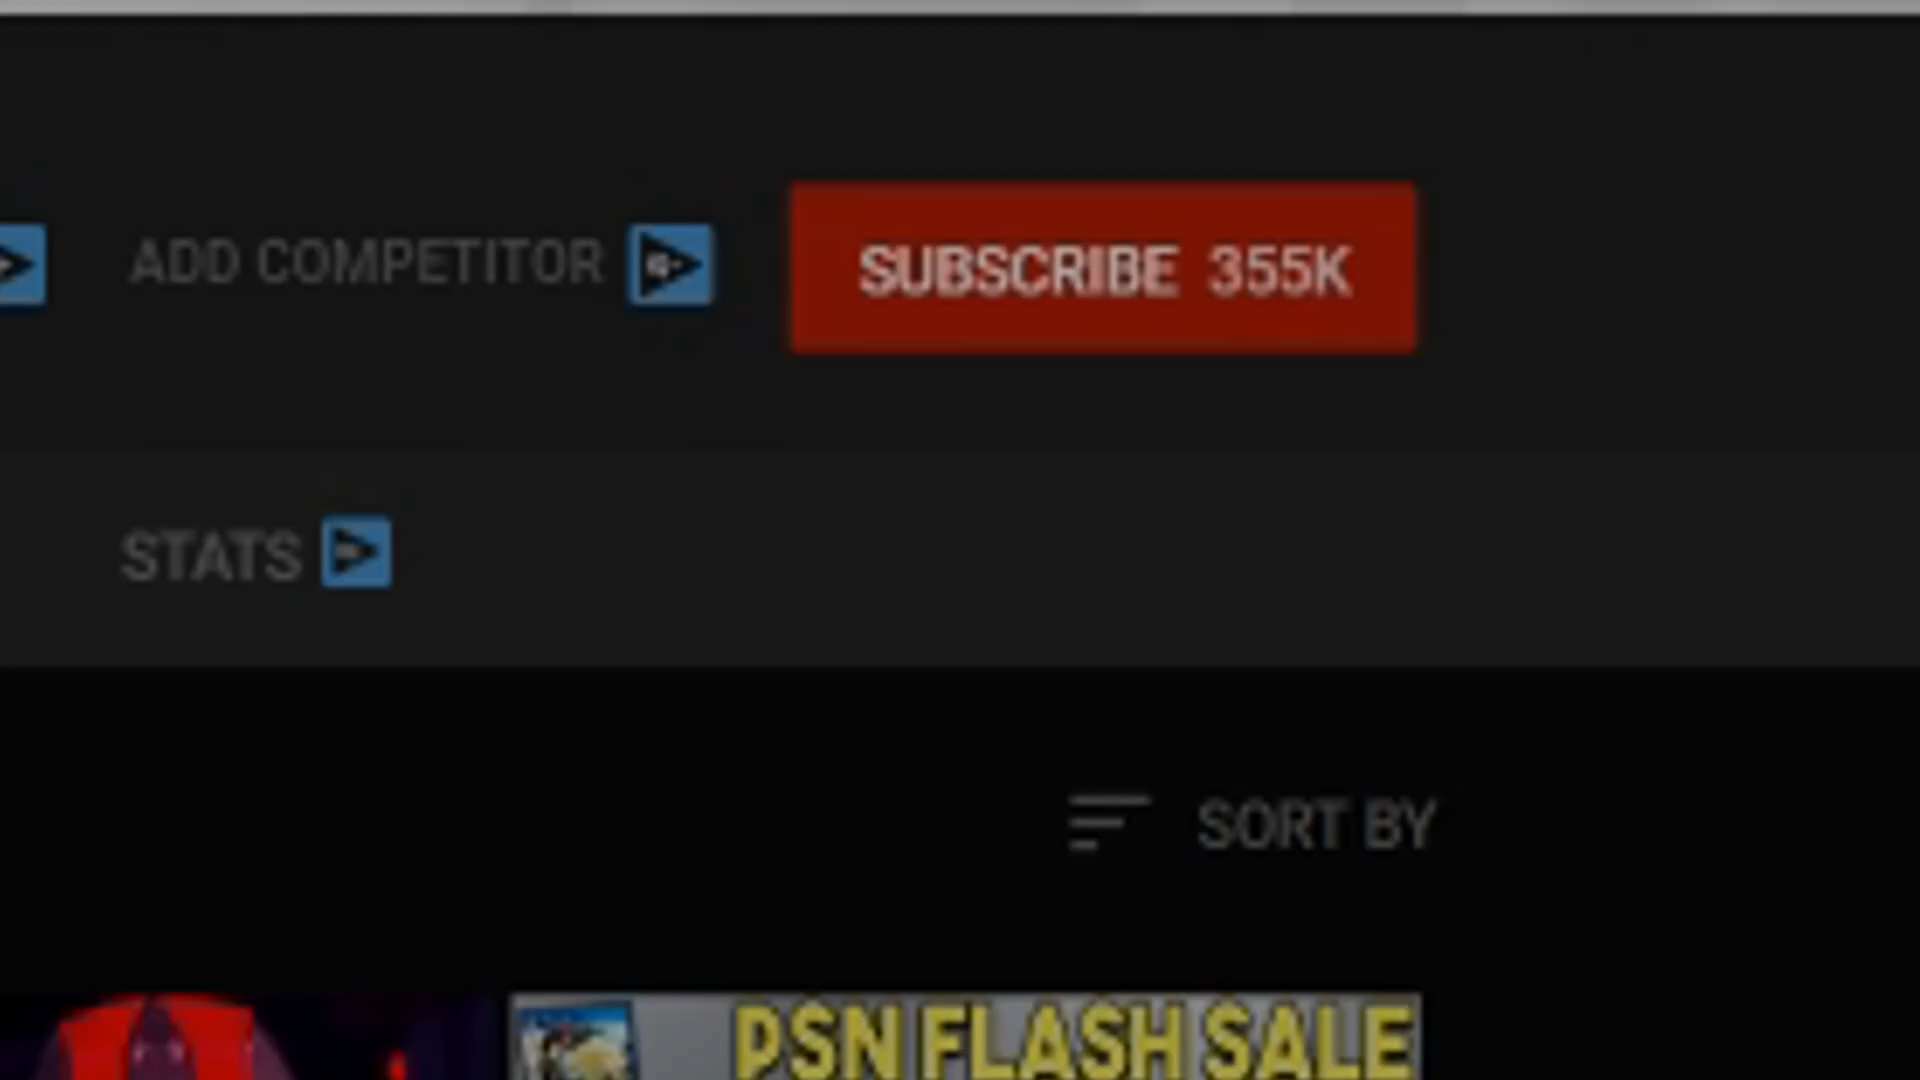 ADD COMPETITOR
SUBSCRIBE 355K
STATS
SORT BY
PSN FLASH SALE